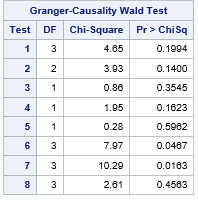 Granger-Causality Wald Test
Test DF Chi-Square Pr > ChiSq
1 3 4.65 0.1994
2 2 3.93 0.1400
3 1 0.86 0.3545
4 1 1.95 0.1623
5 1 0.28 0.5962
6 3 7.97 0.0467
7 3 10.29 0.0163
8 3 2.61 0.4563